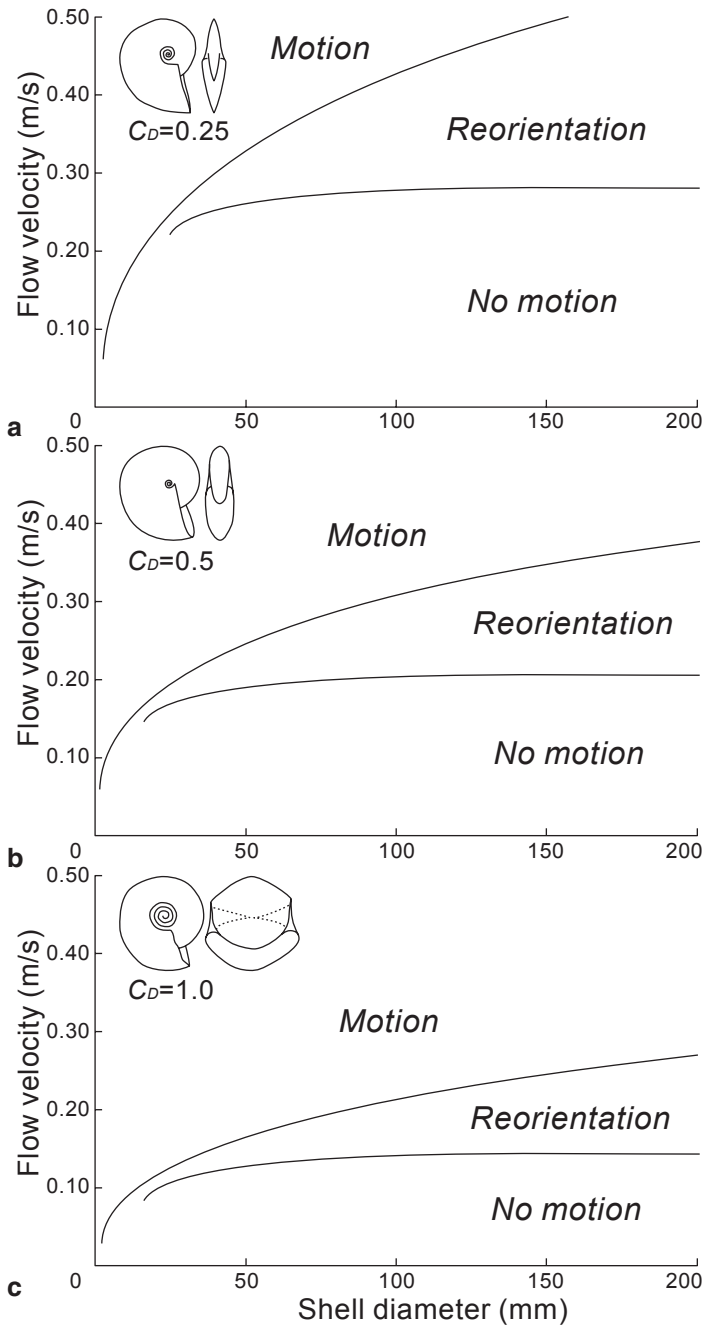 0.50
Motion
0.40
Reorientation
CD=0.25
0.30
Flow velocity (m/s)
0.20
No motion
0.10
0 50 100 150 200
a
0.50
0.40
Motion
CD=0.5
0.30
Reorientation
Flow velocity (m/s)
0.20
No motion
0.10
0 50 100 150 200
b
0.50
0.40
CD=1.0
Motion
0.30
Flow velocity (m/s)
0.20
Reorientation
0.10
No motion
0 50 100 150 200
c
Shell diameter (mm)